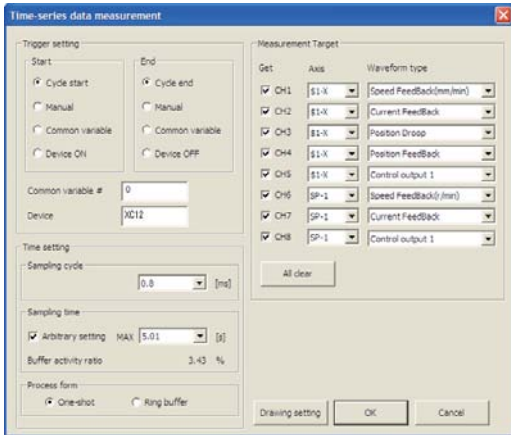 Time-series data measurement
Trigger setting
Start
Cycle start
Manual
Common variable
Device ON
End
Cycle end
Manual
Common variable
Device OFF
Common variable # 0
Device XC12
Time setting
Sampling cycle
0.8 [ms]
Sampling time
Arbitrary setting MAX 5.01 [s]
Buffer activity ratio 3.43 %
Process form
One-shot Ring buffer
Measurement Target
Get Axis Waveform type
CH1 $1-X Speed FeedBack(mm/min)
CH2 $1-X Current FeedBack
CH3 $1-X Position Droop
CH4 $1-X Position FeedBack
CH5 $1-X Control output 1
CH6 SP-1 Speed FeedBack(r/min)
CH7 SP-1 Current FeedBack
CH8 SP-1 Control output 1
All clear
Drawing setting OK Cancel